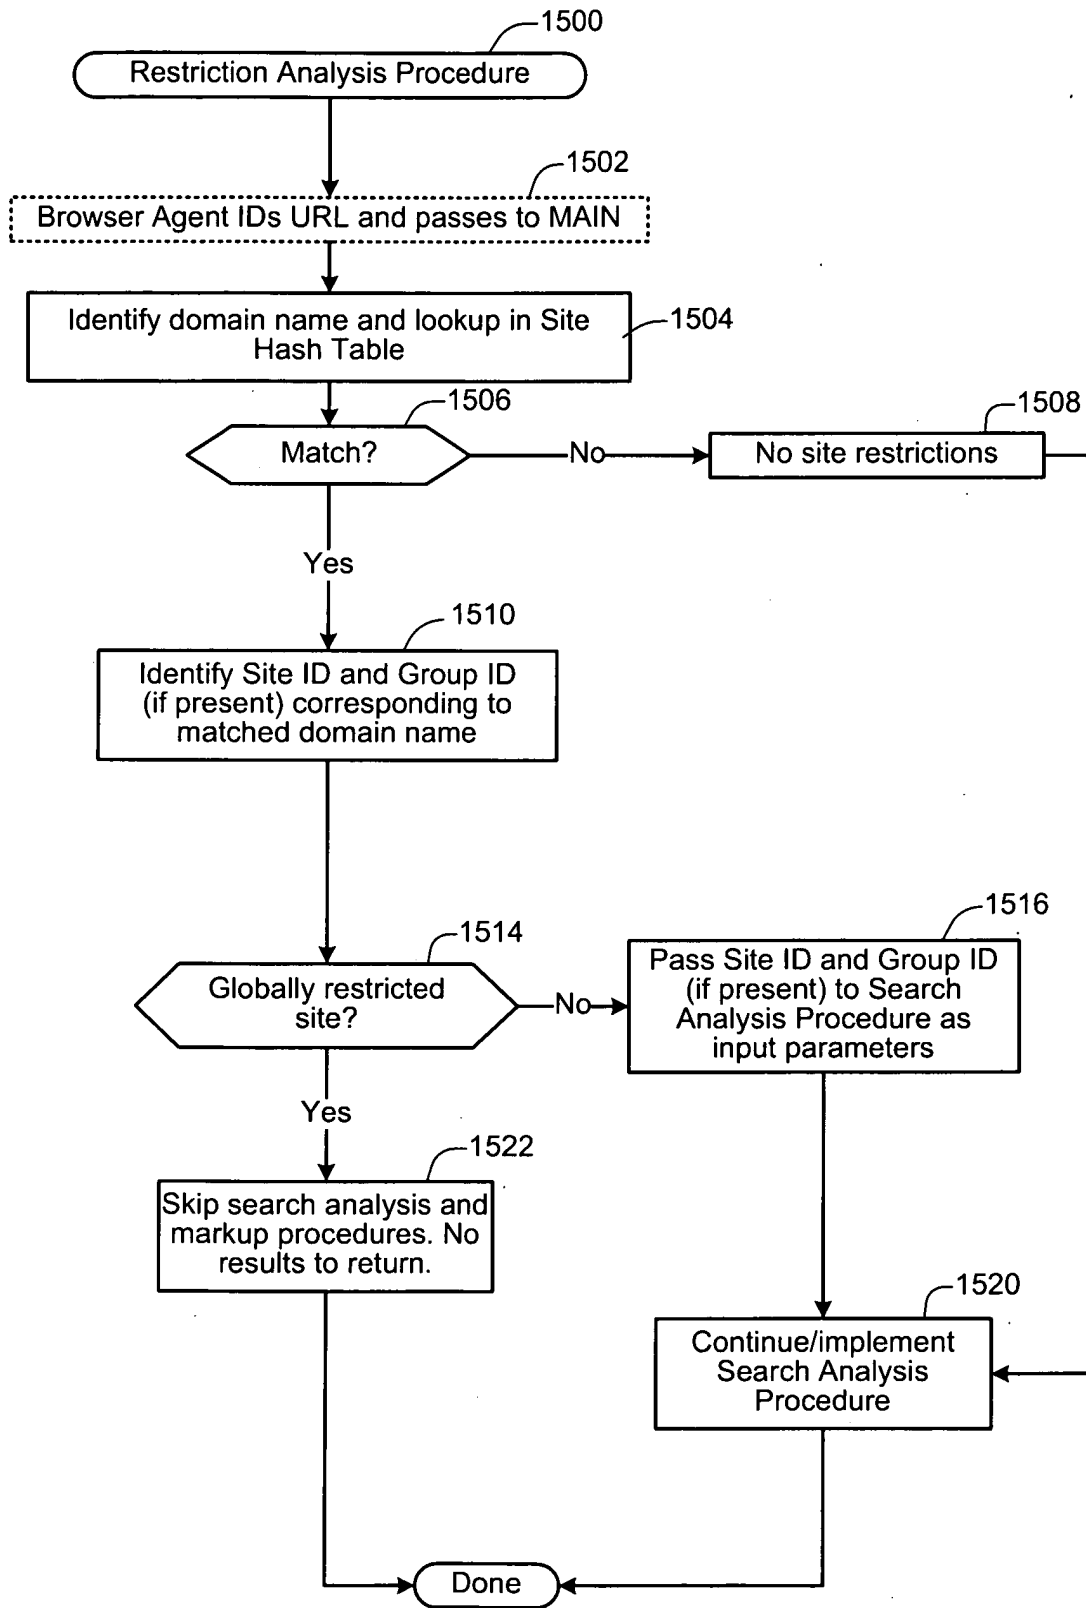 1500
Restriction Analysis Procedure
1502
Browser Agent IDs URL and passes to MAIN
Identify domain name and lookup in Site
Hash Table
1504
1506
Match?
No
1508
No site restrictions
Yes
1510
Identify Site ID and Group ID
(if present) corresponding to
matched domain name
1514
Globally restricted
site?
No
1516
Pass Site ID and Group ID
(if present) to Search
Analysis Procedure as
input parameters
Yes
1522
Skip search analysis and
markup procedures. No
results to return.
1520
Continue/implement
Search Analysis
Procedure
Done